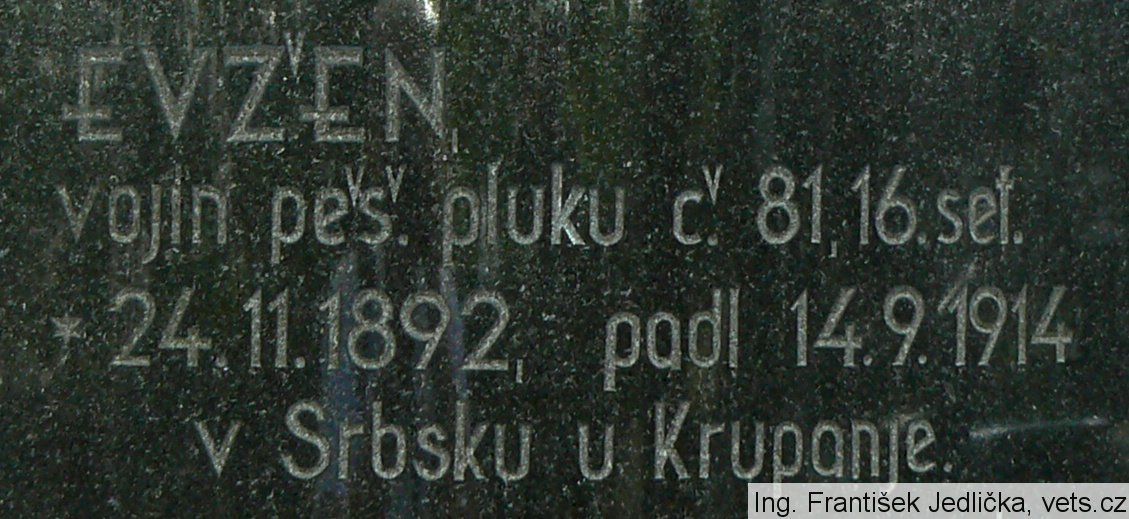 EVŽEN,
vojín pěš. pluku č. 81, 16. set.
* 24. 11. 1892, padl 14. 9. 1914
v Srbsku u Krupanje.
Ing. František Jedlička, vets.cz